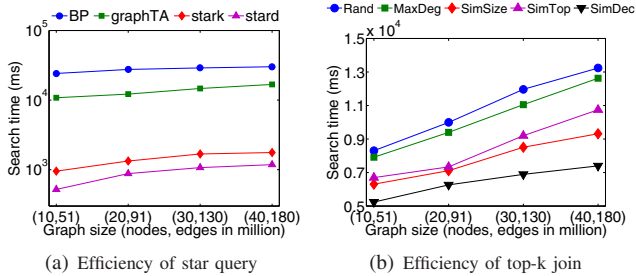 BP graphTA stark stard
10^5
10^4
10^3
Search time (ms)
(10,51) (20,91) (30,130) (40,180)
Graph size (nodes, edges in million)
(a) Efficiency of star query
Rand MaxDeg SimSize SimTop SimDec
x 10^4
1.5
1.3
1.1
0.9
0.7
0.5
Search time (ms)
(10,51) (20,91) (30,130) (40,180)
Graph size (nodes, edges in million)
(b) Efficiency of top-k join